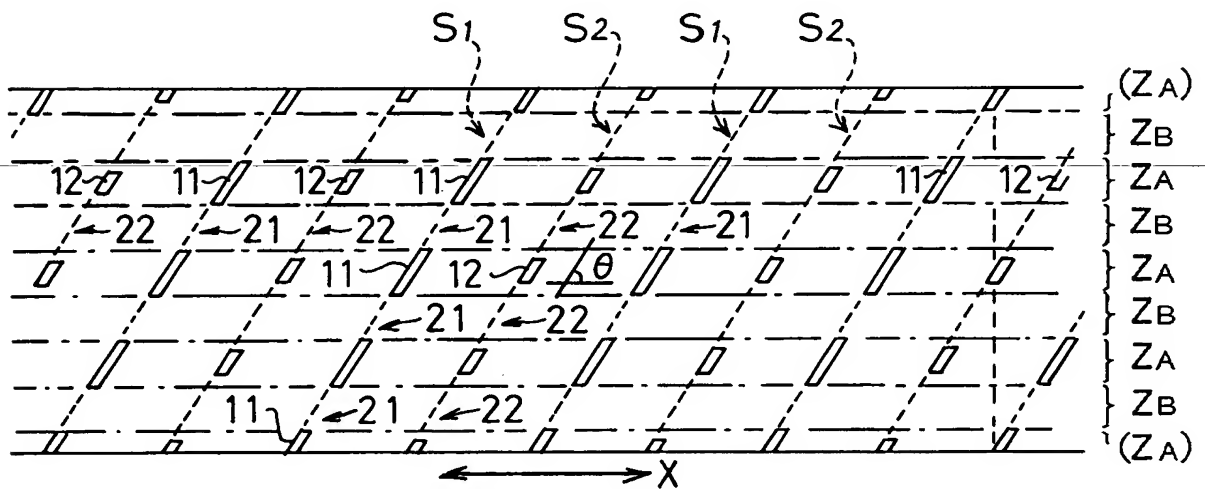 S1 S2 S1 S2
(ZA)
ZB
12 11 12 11 11 12 ZA
22 21 22 21 22 21 ZB
11 12 θ ZA
21 22 ZB
ZA
11 21 22 ZB
(ZA)
X